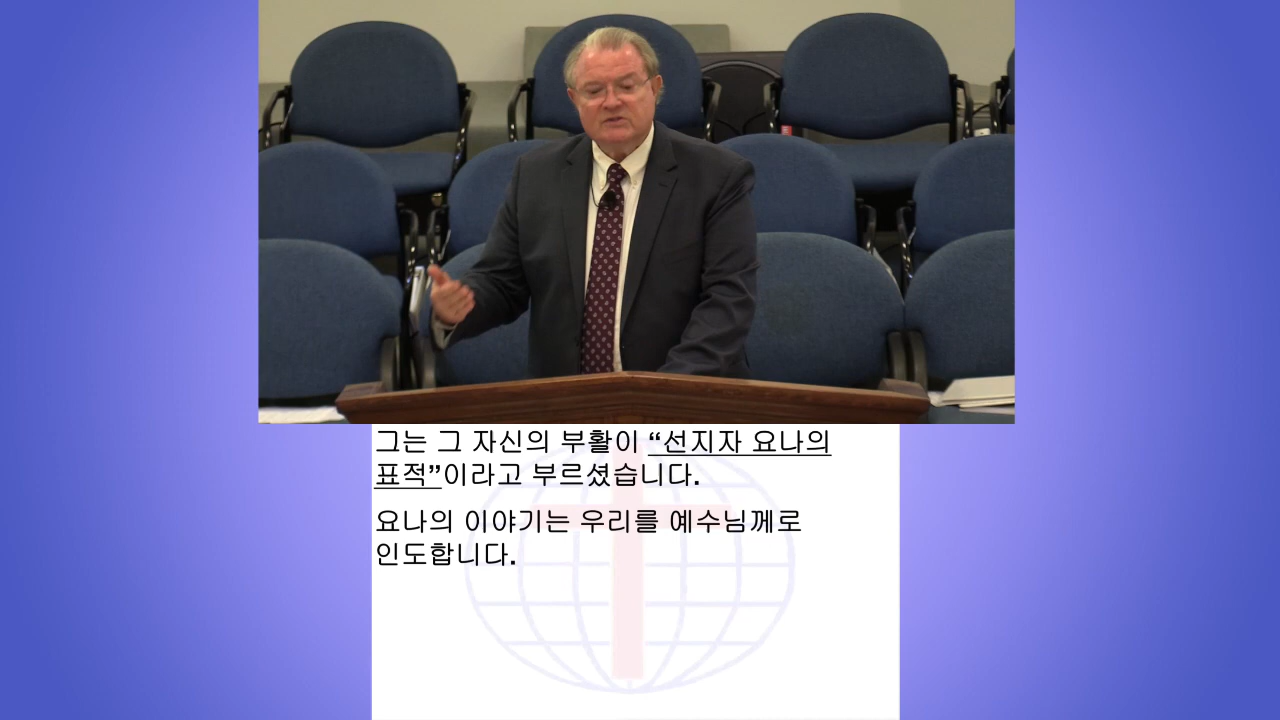 그는 그 자신의 부활이 “선지자 요나의
표적”이라고 부르셨습니다.
요나의 이야기는 우리를 예수님께로
인도합니다.